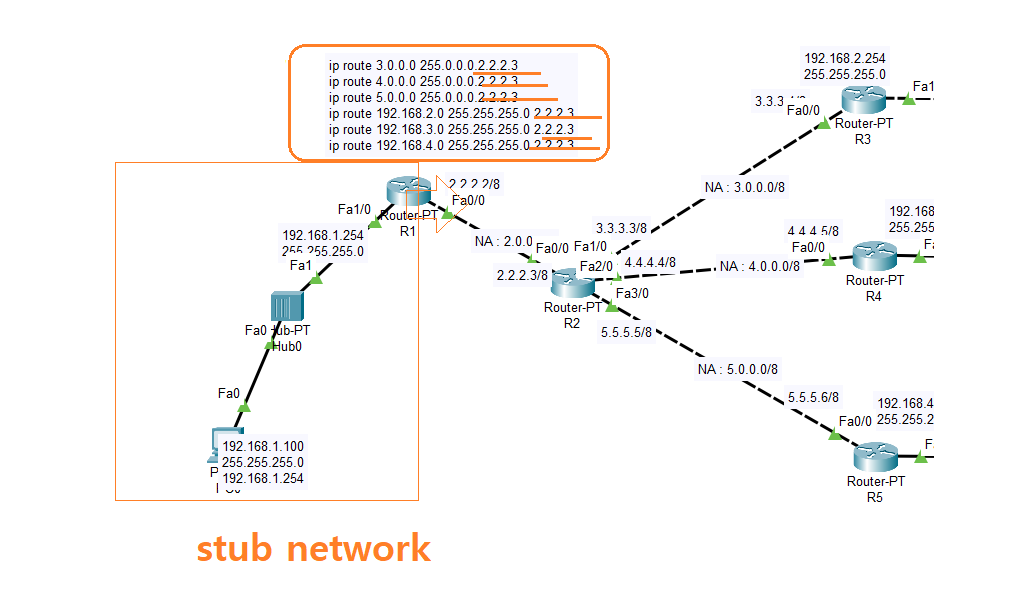 ip route 3.0.0.0 255.0.0.0 2.2.2.3
ip route 4.0.0.0 255.0.0.0 2.2.2.3
ip route 5.0.0.0 255.0.0.0 2.2.2.3
ip route 192.168.2.0 255.255.255.0 2.2.2.3
ip route 192.168.3.0 255.255.255.0 2.2.2.3
ip route 192.168.4.0 255.255.255.0 2.2.2.3
192.168.2.254
255.255.255.0
Fa1
Fa0/0
Router-PT
R3
2.2.2.2/8
Fa0/0
Router-PT
R1
Fa1/0
192.168.1.254
255.255.255.0
Fa1
NA : 3.0.0.0/8
3.3.3.3/8
NA : 2.0.0
Fa0/0
Fa1/0
2.2.2.3/8
Fa2/0
4.4.4.4/8
Fa3/0
Router-PT
R2
5.5.5.5/8
NA : 4.0.0.0/8
4.4.4.5/8
Fa0/0
192.168
255.255
Router-PT
R4
Fa0
Hub0
Fa0
192.168.1.100
255.255.255.0
192.168.1.254
NA : 5.0.0.0/8
5.5.5.6/8
Fa0/0
192.168.4
255.255.2
Router-PT
R5
stub network